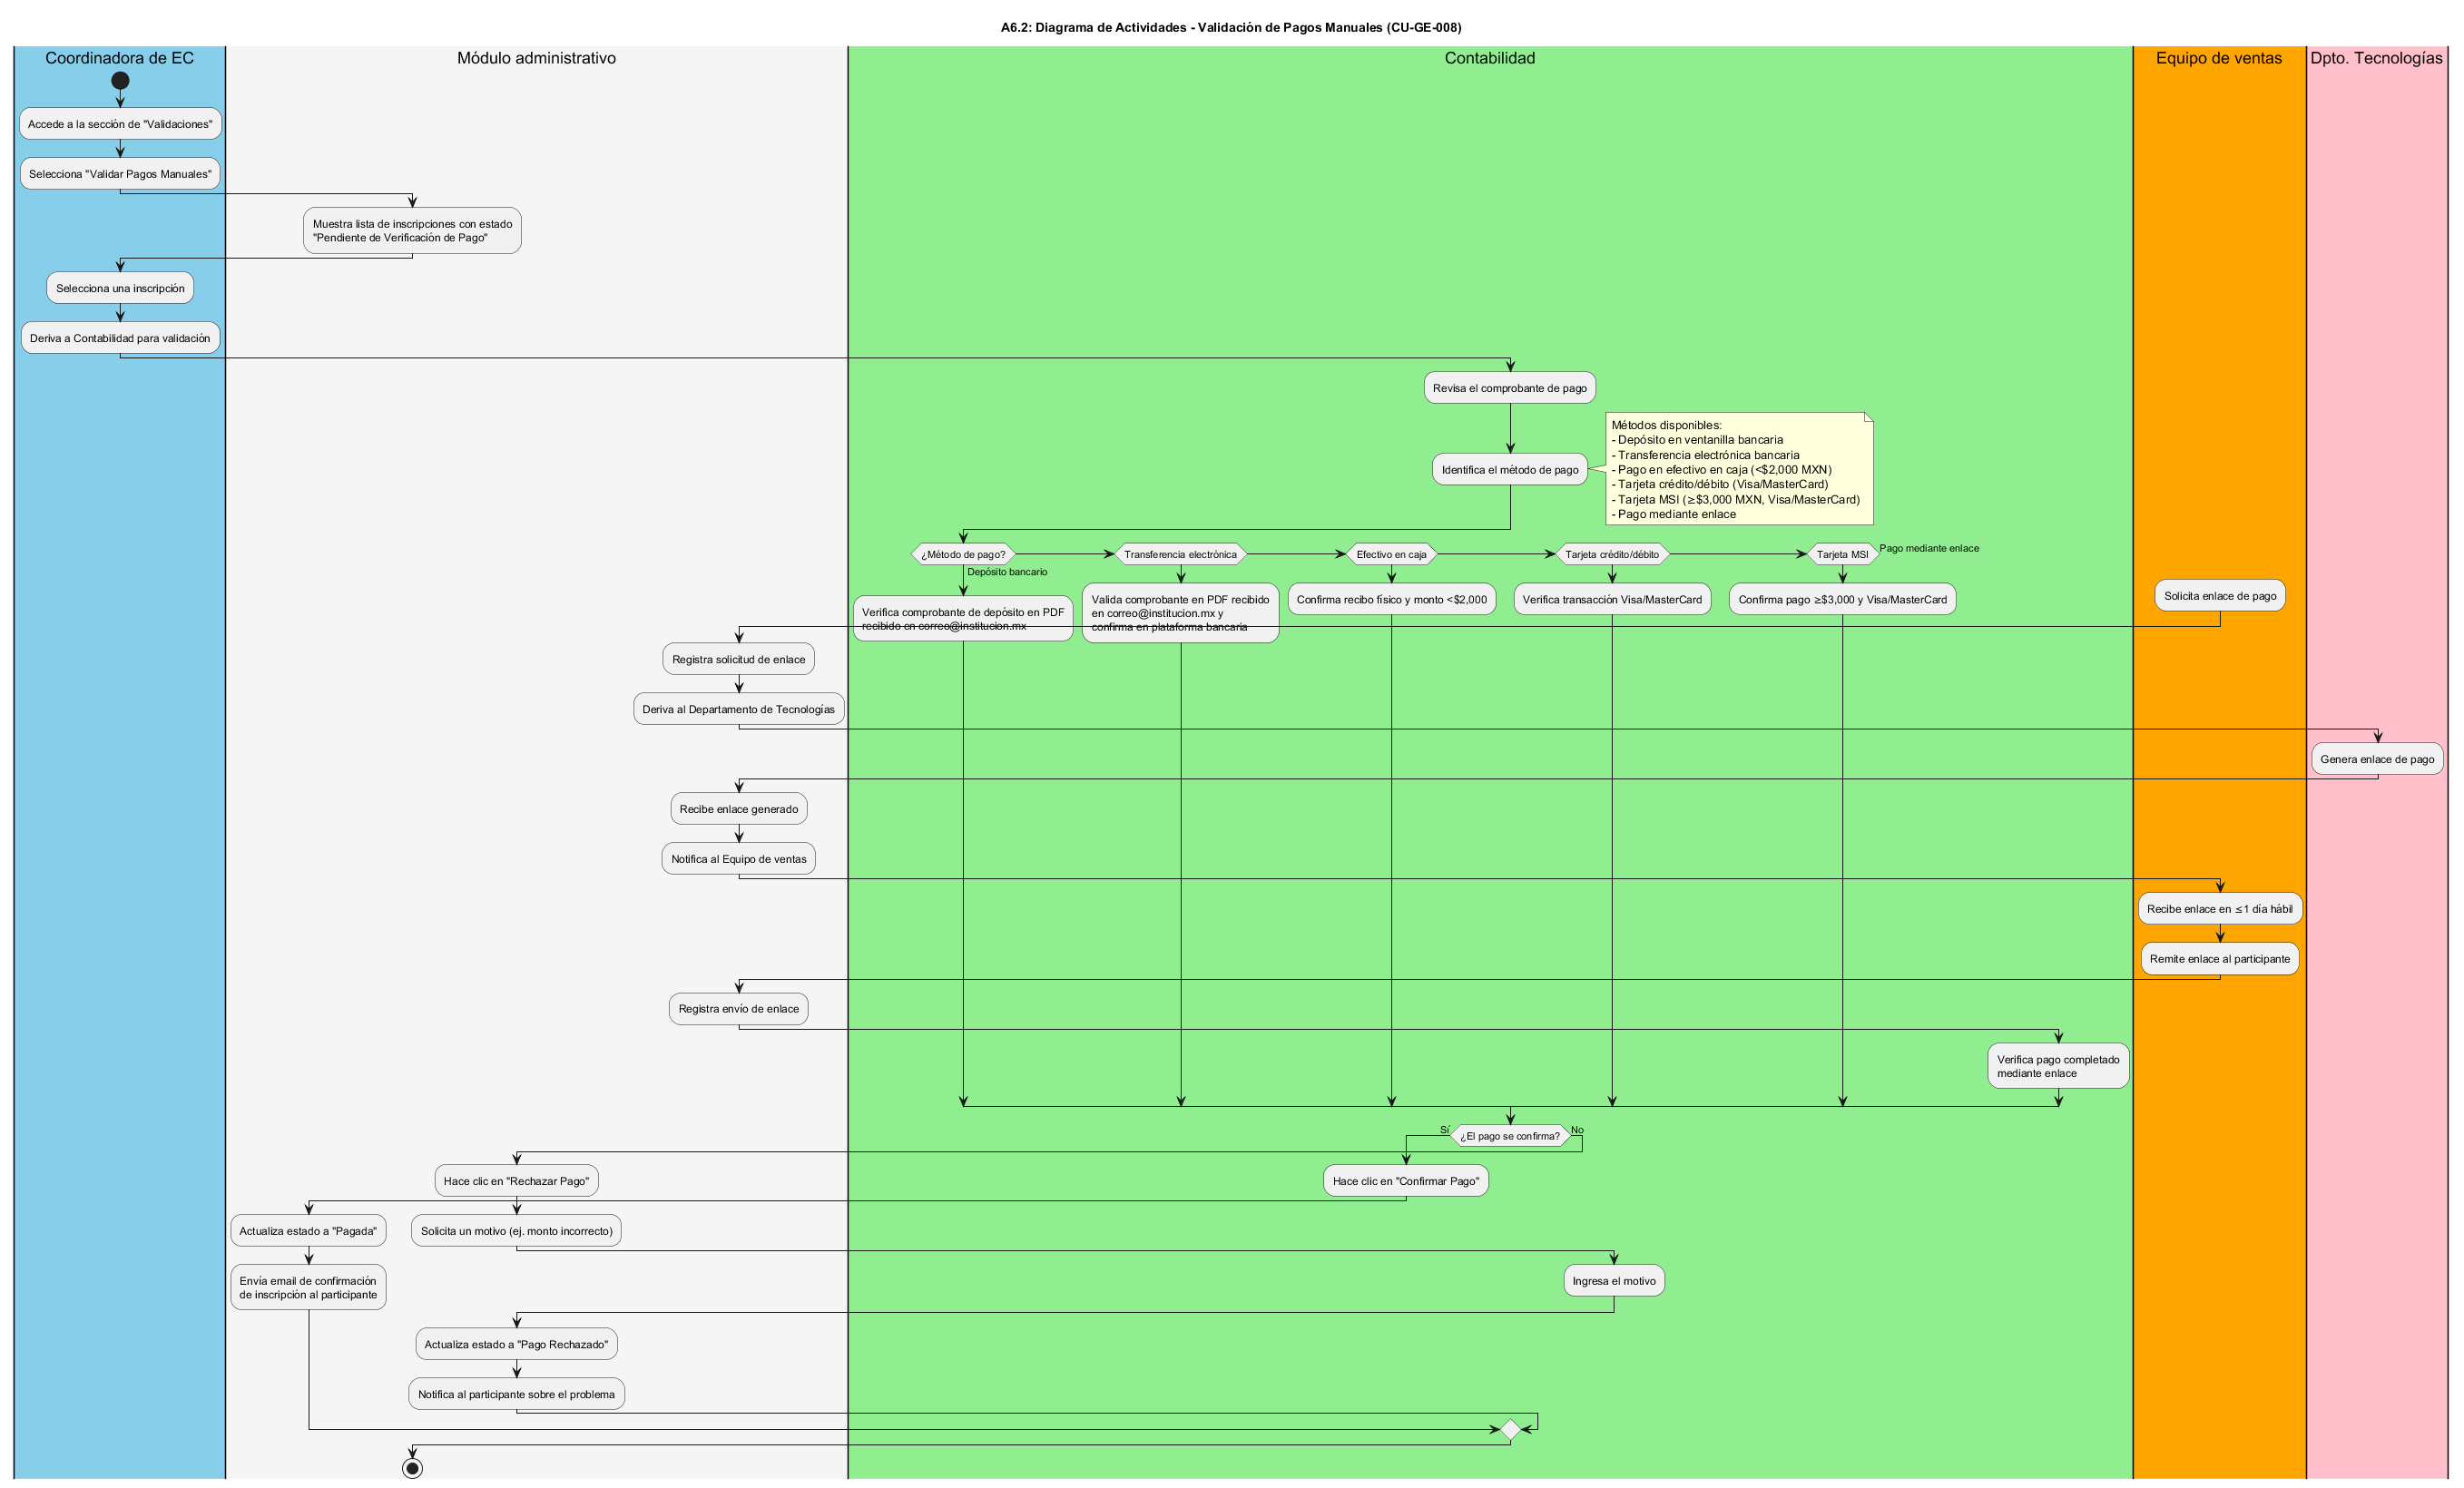 A6.2: Diagrama de Actividades - Validación de Pagos Manuales (CU-GE-008)
Coordinadora de EC
Módulo administrativo
Contabilidad
Equipo de ventas
Dpto. Tecnologías
Accede a la sección de "Validaciones"
Selecciona "Validar Pagos Manuales"
Muestra lista de inscripciones con estado
"Pendiente de Verificación de Pago"
Selecciona una inscripción
Deriva a Contabilidad para validación
Revisa el comprobante de pago
Identifica el método de pago
Métodos disponibles:
- Depósito en ventanilla bancaria
- Transferencia electrónica bancaria
- Pago en efectivo en caja (<$2,000 MXN)
- Tarjeta crédito/débito (Visa/MasterCard)
- Tarjeta MSI (≥$3,000 MXN, Visa/MasterCard)
- Pago mediante enlace
¿Método de pago?
Transferencia electrónica
Efectivo en caja
Tarjeta crédito/débito
Tarjeta MSI
Pago mediante enlace
Depósito bancario
Verifica comprobante de depósito en PDF
recibido en correo@institucion.mx
Valida comprobante en PDF recibido
en correo@institucion.mx y
confirma en plataforma bancaria
Confirma recibo físico y monto <$2,000
Verifica transacción Visa/MasterCard
Confirma pago ≥$3,000 y Visa/MasterCard
Solicita enlace de pago
Registra solicitud de enlace
Deriva al Departamento de Tecnologías
Genera enlace de pago
Recibe enlace generado
Notifica al Equipo de ventas
Recibe enlace en ≤1 día hábil
Remite enlace al participante
Registra envío de enlace
Verifica pago completado
mediante enlace
Sí
¿El pago se confirma?
No
Hace clic en "Rechazar Pago"
Hace clic en "Confirmar Pago"
Actualiza estado a "Pagada"
Solicita un motivo (ej. monto incorrecto)
Envía email de confirmación
de inscripción al participante
Ingresa el motivo
Actualiza estado a "Pago Rechazado"
Notifica al participante sobre el problema